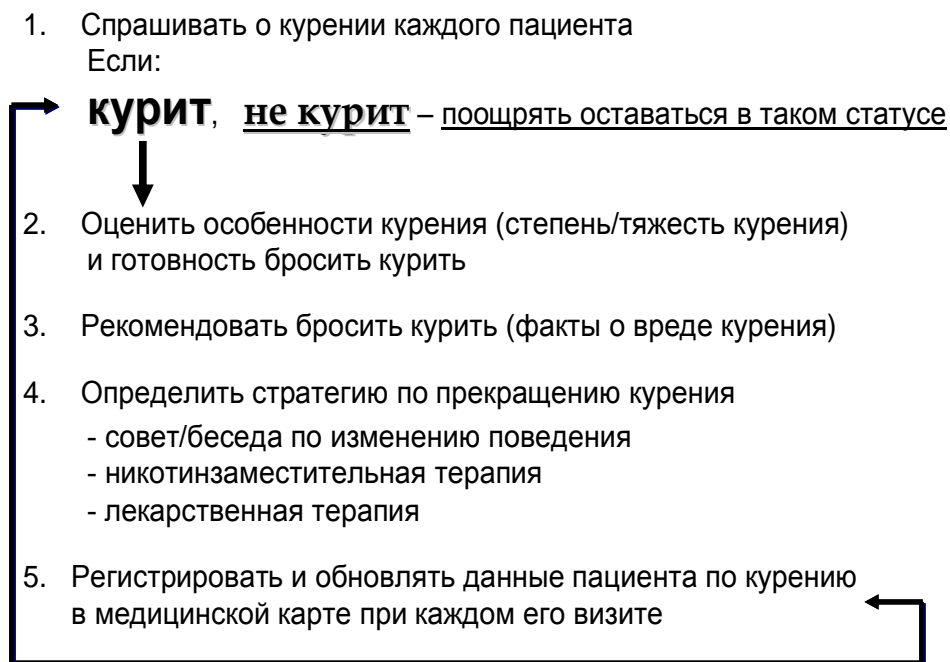 1. Спрашивать о курении каждого пациента
Если:
курит, не курит – поощрять оставаться в таком статусе
2. Оценить особенности курения (степень/тяжесть курения)
и готовность бросить курить
3. Рекомендовать бросить курить (факты о вреде курения)
4. Определить стратегию по прекращению курения
- совет/беседа по изменению поведения
- никотинзаместительная терапия
- лекарственная терапия
5. Регистрировать и обновлять данные пациента по курению
в медицинской карте при каждом его визите